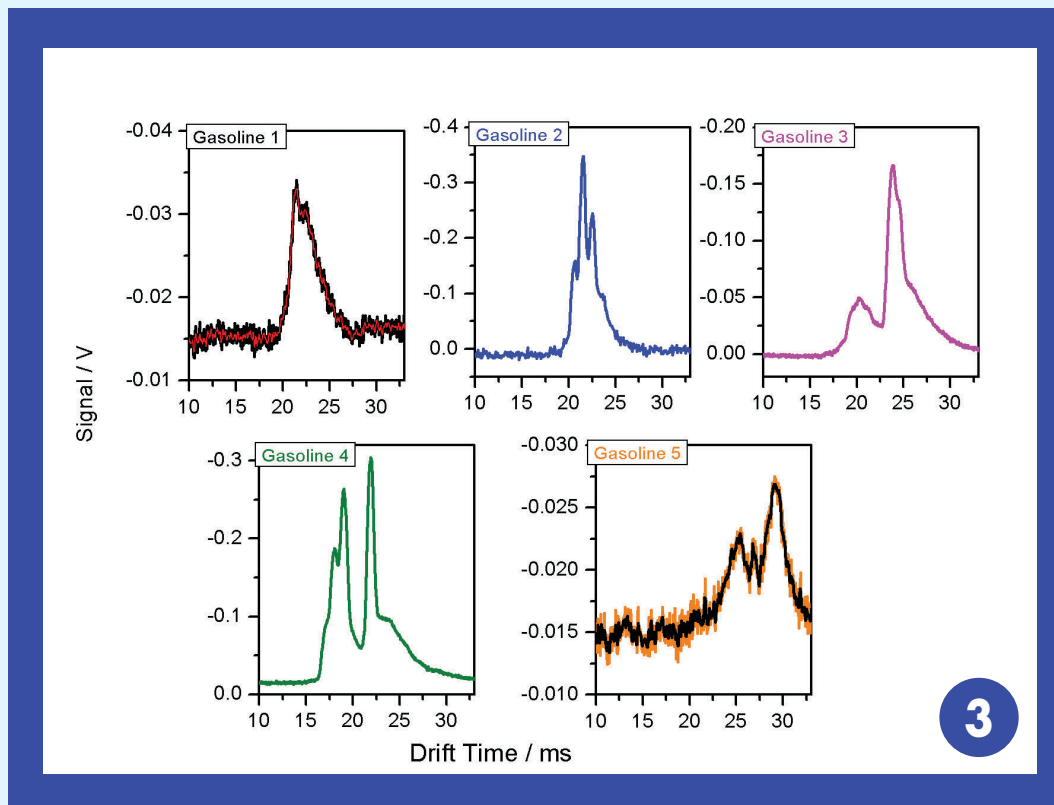 Signal / V
Gasoline 1
-0.04
-0.03
-0.02
-0.01
10 15 20 25 30
Gasoline 2
-0.4
-0.3
-0.2
-0.1
0.0
10 15 20 25 30
Gasoline 3
-0.20
-0.15
-0.10
-0.05
0.00
10 15 20 25 30
Gasoline 4
-0.3
-0.2
-0.1
0.0
10 15 20 25 30
Gasoline 5
-0.030
-0.025
-0.020
-0.015
-0.010
10 15 20 25 30
Drift Time / ms
3